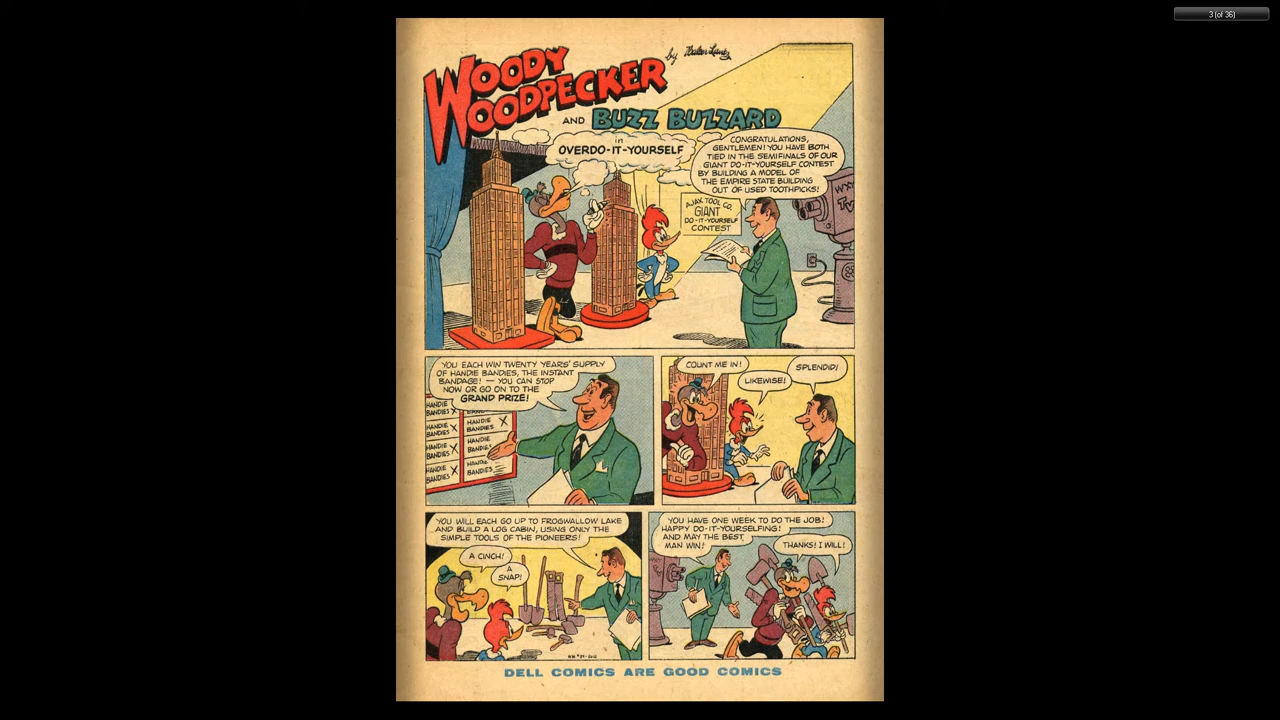 3 (of 36)
WOODY
WOODPECKER
by Walter Lantz
AND BUZZ BUZZARD
in
OVERDO-IT-YOURSELF
CONGRATULATIONS,
GENTLEMEN! YOU HAVE BOTH
TIED IN THE SEMIFINALS OF OUR
GIANT DO-IT-YOURSELF CONTEST
BY BUILDING A MODEL OF
THE EMPIRE STATE BUILDING
OUT OF USED TOOTHPICKS!
AJAX TOOL CO.
GIANT
DO-IT-YOURSELF
CONTEST
TV
YOU EACH WIN TWENTY YEARS' SUPPLY
OF HANDIE BANDIES, THE INSTANT
BANDAGE! — YOU CAN STOP
NOW OR GO ON TO THE
GRAND PRIZE!
HANDIE
BANDIES X
HANDIE
BANDIES X
HANDIE
BANDIES X
HANDIE
BANDIES X
BANDIES
HANDIE
BANDIES X
HANDIE
BANDIES
HANDIE
BANDIES
COUNT ME IN!
LIKEWISE!
SPLENDID!
YOU WILL EACH GO UP TO FROGWALLOW LAKE
AND BUILD A LOG CABIN, USING ONLY THE
SIMPLE TOOLS OF THE PIONEERS!
A CINCH!
A
SNAP!
YOU HAVE ONE WEEK TO DO THE JOB!
HAPPY DO-IT-YOURSELFING!
AND MAY THE BEST
MAN WIN!
THANKS! I WILL!
DELL COMICS ARE GOOD COMICS